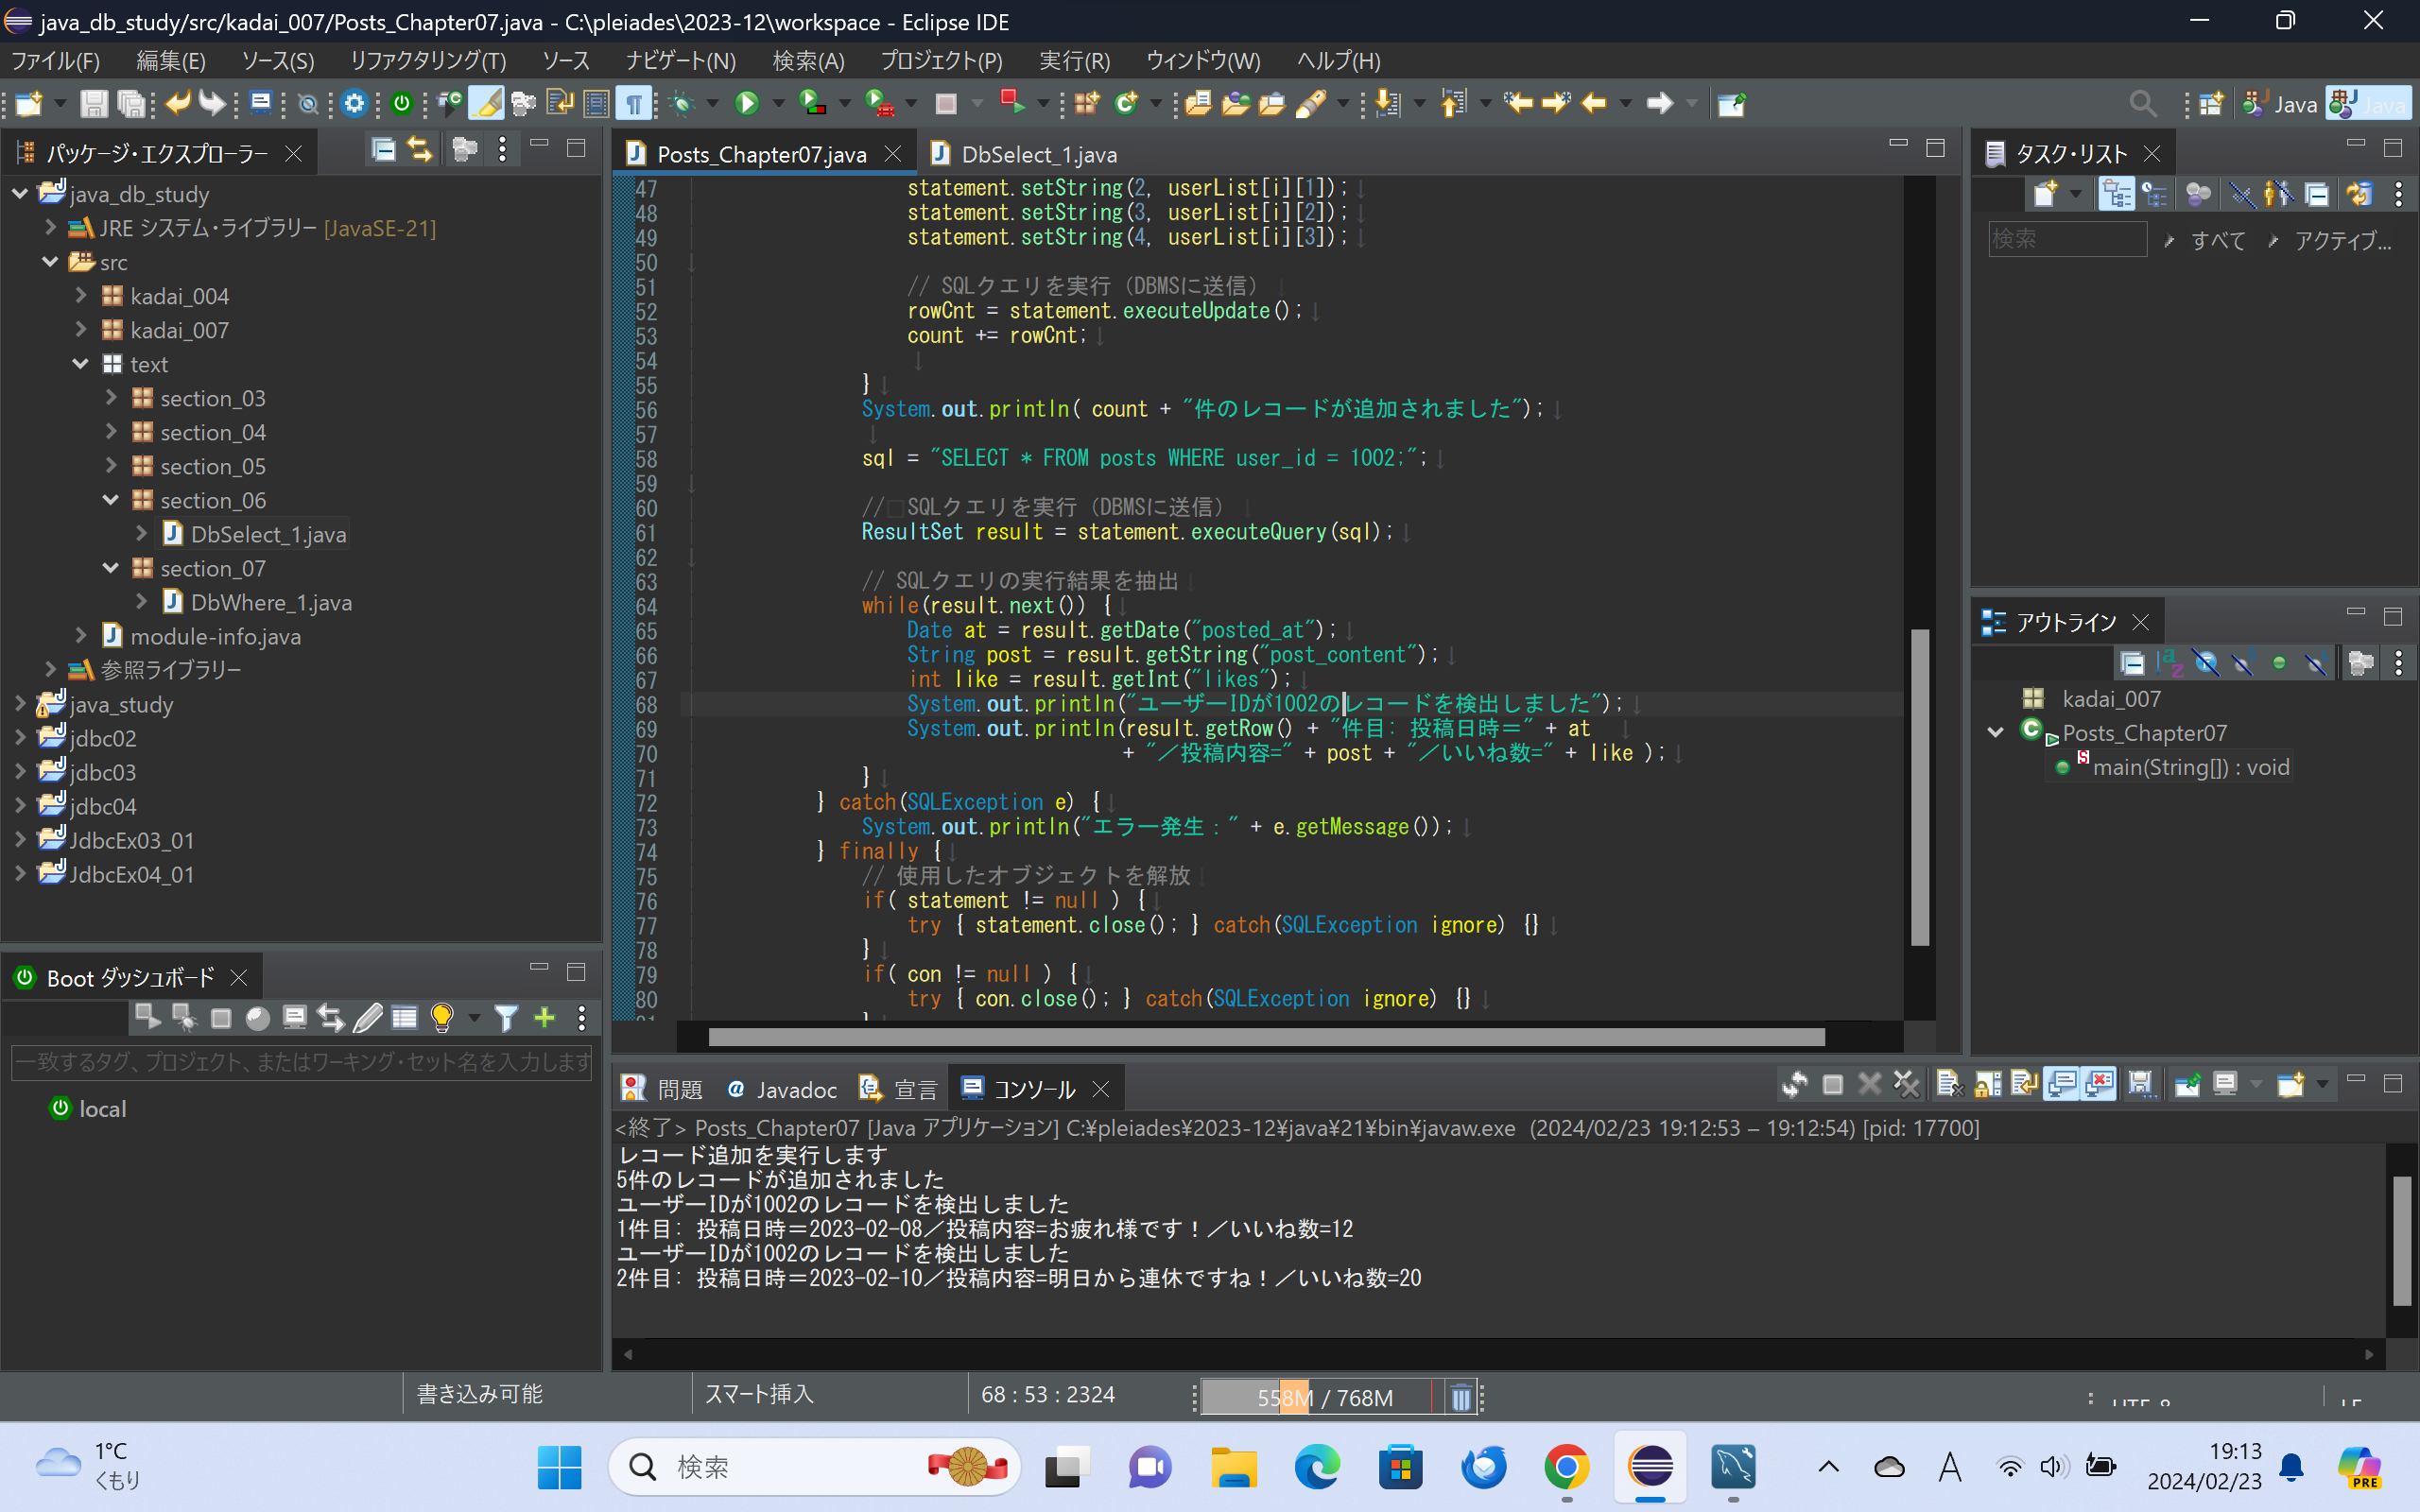 java_db_study/src/kadai_007/Posts_Chapter07.java - C:\pleiades\2023-12\workspace - Eclipse IDE
ファイル(F) 編集(E) ソース(S) リファクタリング(T) ソース ナビゲート(N) 検索(A) プロジェクト(P) 実行(R) ウィンドウ(W) ヘルプ(H)
Java
Java
パッケージ・エクスプローラー
java_db_study
JRE システム・ライブラリー [JavaSE-21]
src
kadai_004
kadai_007
text
section_03
section_04
section_05
section_06
DbSelect_1.java
section_07
DbWhere_1.java
module-info.java
参照ライブラリー
java_study
jdbc02
jdbc03
jdbc04
JdbcEx03_01
JdbcEx04_01
Boot ダッシュボード
一致するタグ、プロジェクト、またはワーキング・セット名を入力します
local
Posts_Chapter07.java
DbSelect_1.java
47 statement.setString(2, userList[i][1]);
48 statement.setString(3, userList[i][2]);
49 statement.setString(4, userList[i][3]);
50
51 // SQLクエリを実行（DBMSに送信）
52 rowCnt = statement.executeUpdate();
53 count += rowCnt;
54
55 }
56 System.out.println( count + "件のレコードが追加されました");
57
58 sql = "SELECT * FROM posts WHERE user_id = 1002;";
59
60 //　SQLクエリを実行（DBMSに送信）
61 ResultSet result = statement.executeQuery(sql);
62
63 // SQLクエリの実行結果を抽出
64 while(result.next()) {
65 Date at = result.getDate("posted_at");
66 String post = result.getString("post_content");
67 int like = result.getInt("likes");
68 System.out.println("ユーザーIDが1002のレコードを検出しました");
69 System.out.println(result.getRow() + "件目：投稿日時＝" + at
70 + "／投稿内容=" + post + "／いいね数=" + like );
71 }
72 } catch(SQLException e) {
73 System.out.println("エラー発生：" + e.getMessage());
74 } finally {
75 // 使用したオブジェクトを解放
76 if( statement != null ) {
77 try { statement.close(); } catch(SQLException ignore) {}
78 }
79 if( con != null ) {
80 try { con.close(); } catch(SQLException ignore) {}
タスク・リスト
検索 すべて アクティブ...
アウトライン
kadai_007
Posts_Chapter07
main(String[]) : void
問題 Javadoc 宣言 コンソール
<終了> Posts_Chapter07 [Java アプリケーション] C:¥pleiades¥2023-12¥java¥21¥bin¥javaw.exe (2024/02/23 19:12:53 – 19:12:54) [pid: 17700]
レコード追加を実行します
5件のレコードが追加されました
ユーザーIDが1002のレコードを検出しました
1件目：投稿日時＝2023-02-08／投稿内容=お疲れ様です！／いいね数=12
ユーザーIDが1002のレコードを検出しました
2件目：投稿日時＝2023-02-10／投稿内容=明日から連休ですね！／いいね数=20
書き込み可能 スマート挿入 68 : 53 : 2324 558M / 768M
1°C
くもり
検索
A
19:13
2024/02/23
PRE